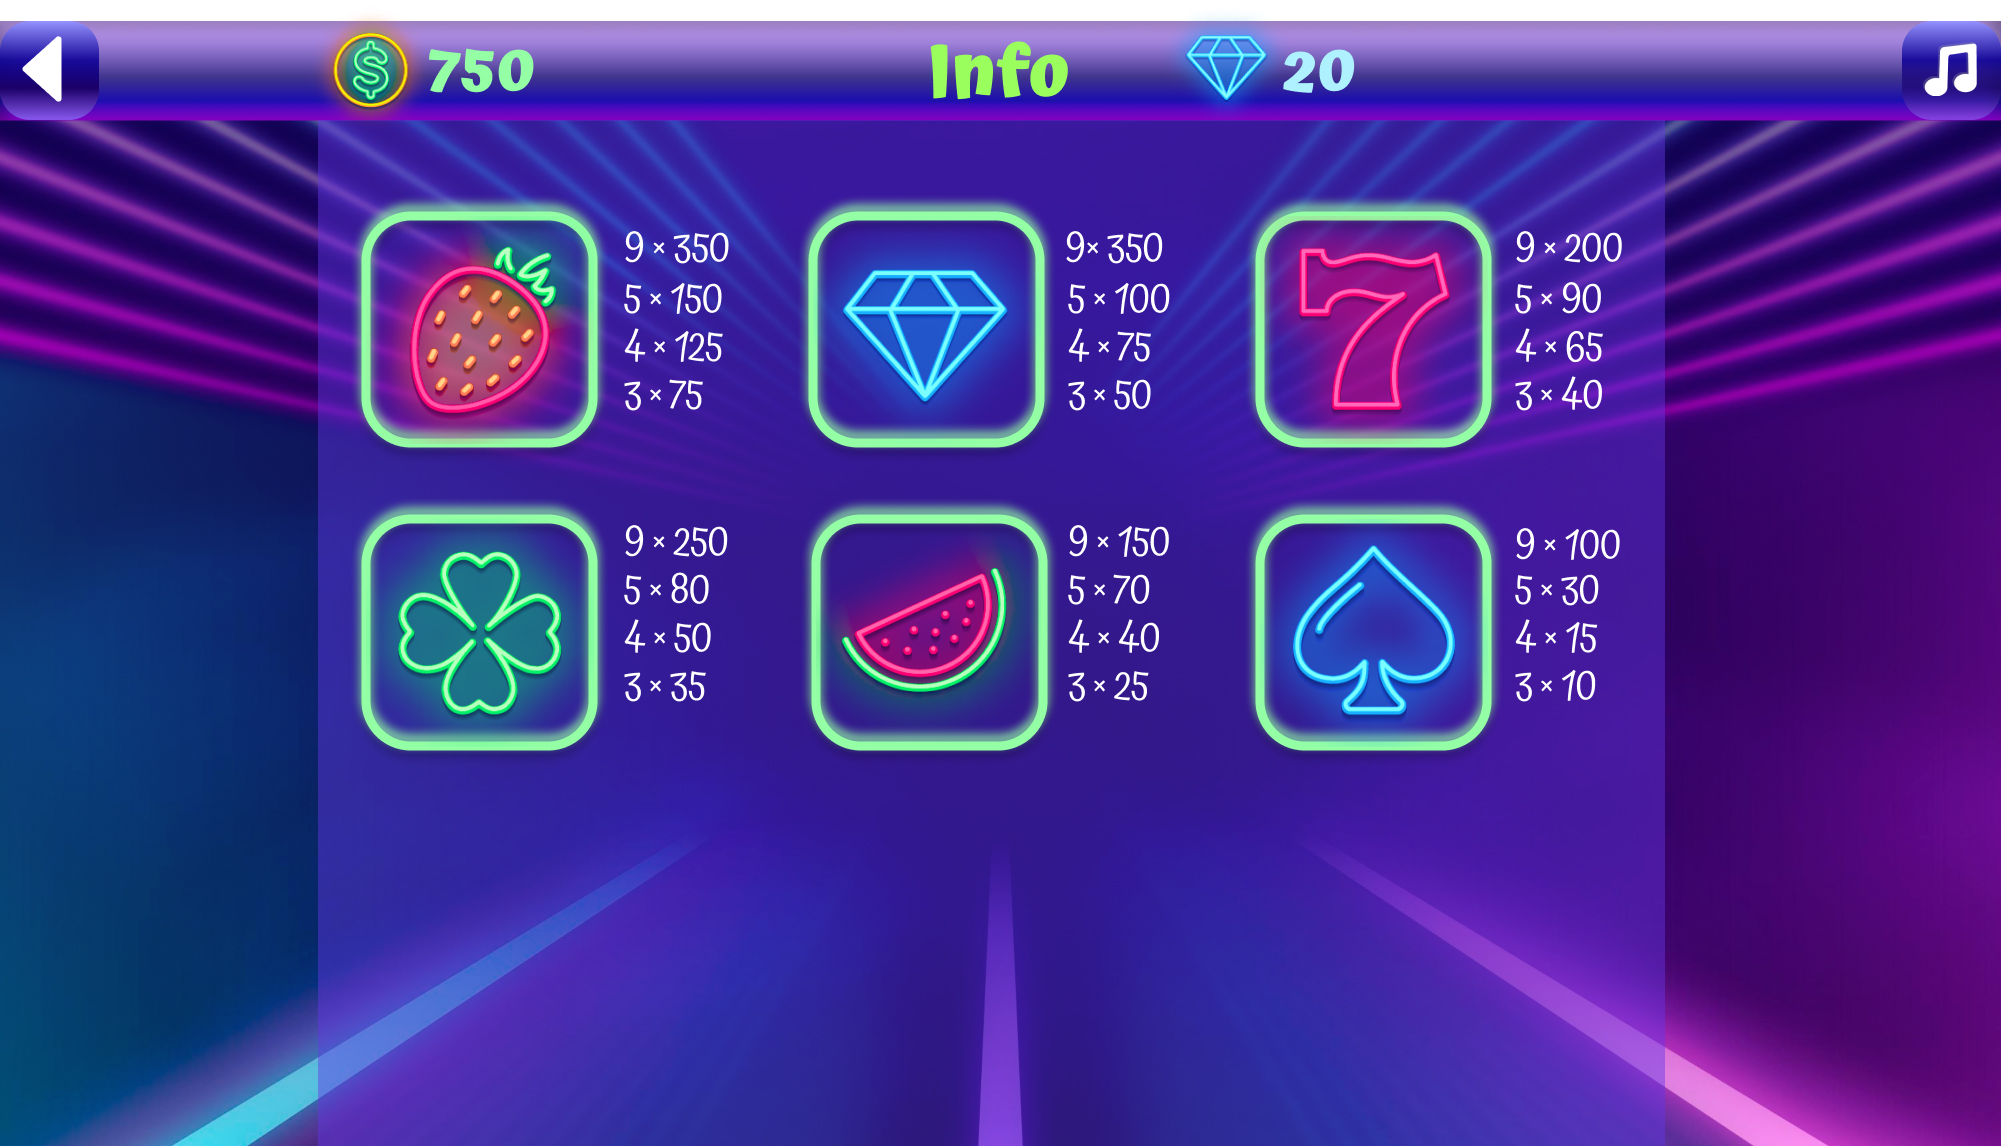 750 Info 20
9 × 350
5 × 150
4 × 125
3 × 75
9× 350
5 × 100
4 × 75
3 × 50
7
9 × 200
5 × 90
4 × 65
3 × 40
9 × 250
5 × 80
4 × 50
3 × 35
9 × 150
5 × 70
4 × 40
3 × 25
9 × 100
5 × 30
4 × 15
3 × 10